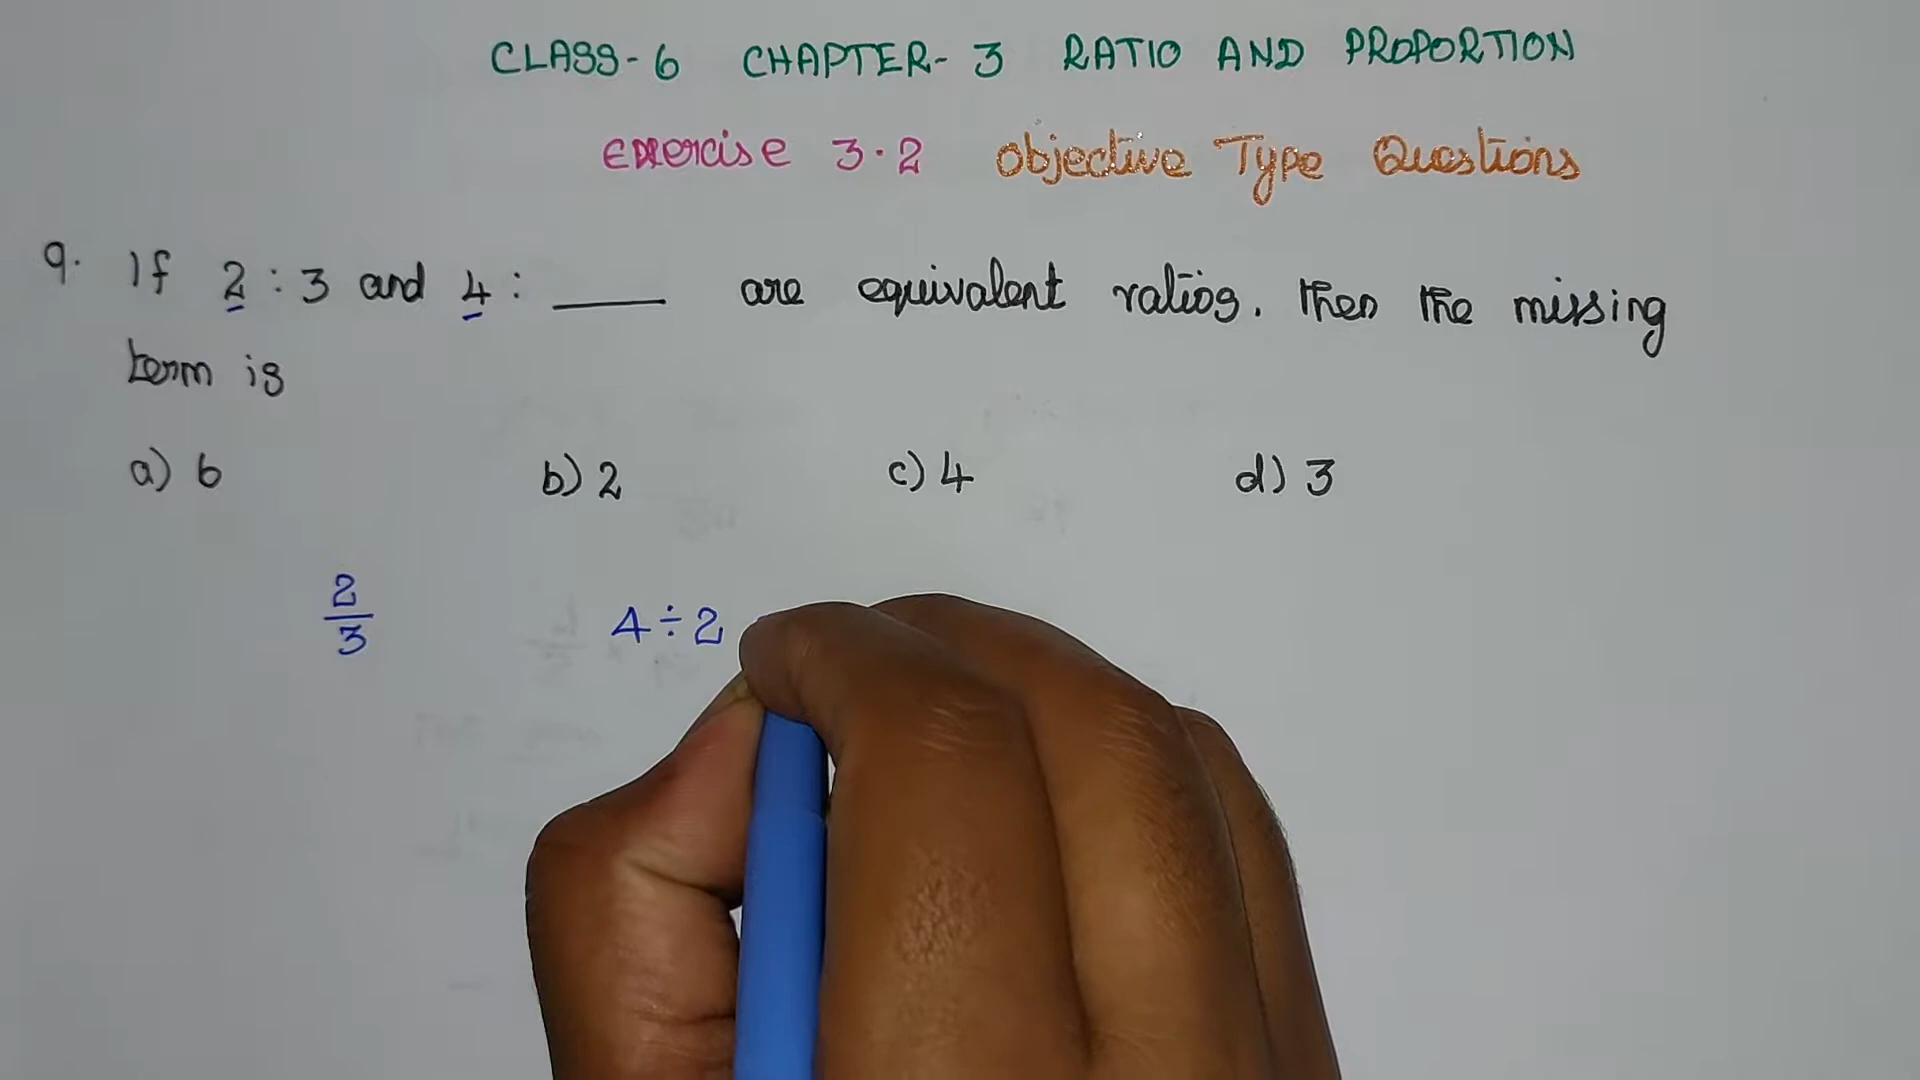 CLASS-6 CHAPTER-3 RATIO AND PROPORTION
Exercise 3.2 Objective Type Questions
9. If 2 : 3 and 4 : ____ are equivalent ratios, then the missing
term is
a) 6 b) 2 c) 4 d) 3
2/3 4÷2